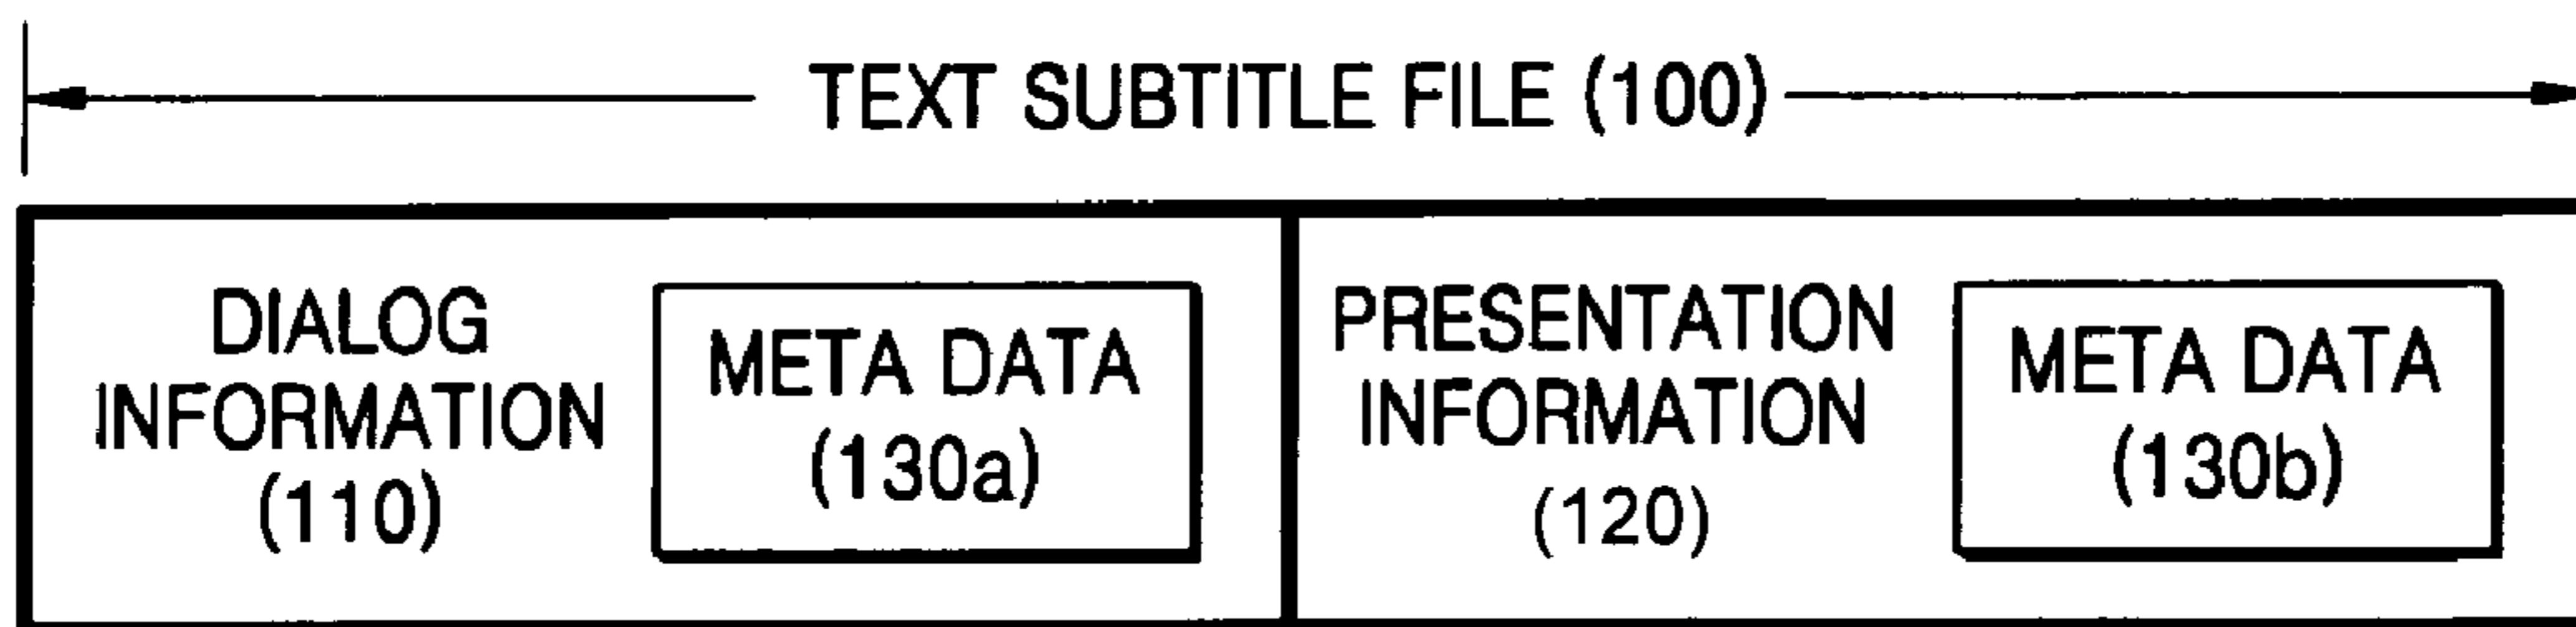 TEXT SUBTITLE FILE (100)
DIALOG
INFORMATION
(110)
META DATA
(130a)
PRESENTATION
INFORMATION
(120)
META DATA
(130b)